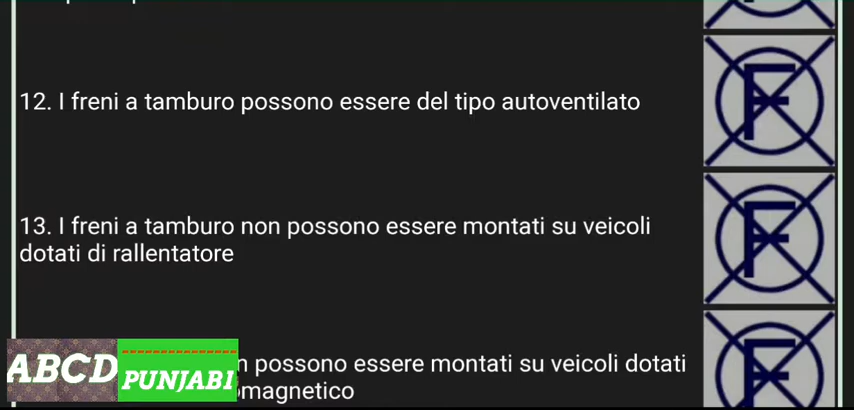 12. I freni a tamburo possono essere del tipo autoventilato
F
13. I freni a tamburo non possono essere montati su veicoli
dotati di rallentatore
F
possono essere montati su veicoli dotati
F
ABCD PUNJABI